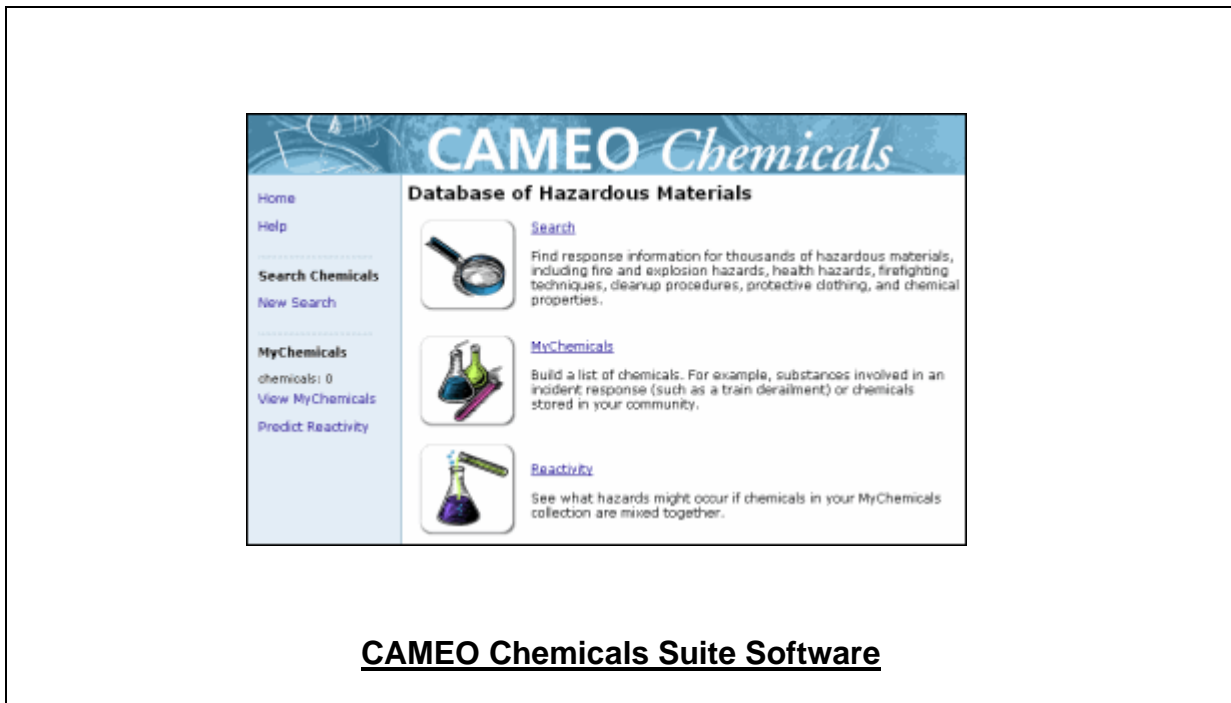 CAMEO Chemicals
Home
Help
Search Chemicals
New Search
MyChemicals
chemicals: 0
View MyChemicals
Predict Reactivity
Database of Hazardous Materials
Search
Find response information for thousands of hazardous materials,
including fire and explosion hazards, health hazards, firefighting
techniques, cleanup procedures, protective clothing, and chemical
properties.
MyChemicals
Build a list of chemicals. For example, substances involved in an
incident response (such as a train derailment) or chemicals
stored in your community.
Reactivity
See what hazards might occur if chemicals in your MyChemicals
collection are mixed together.
CAMEO Chemicals Suite Software